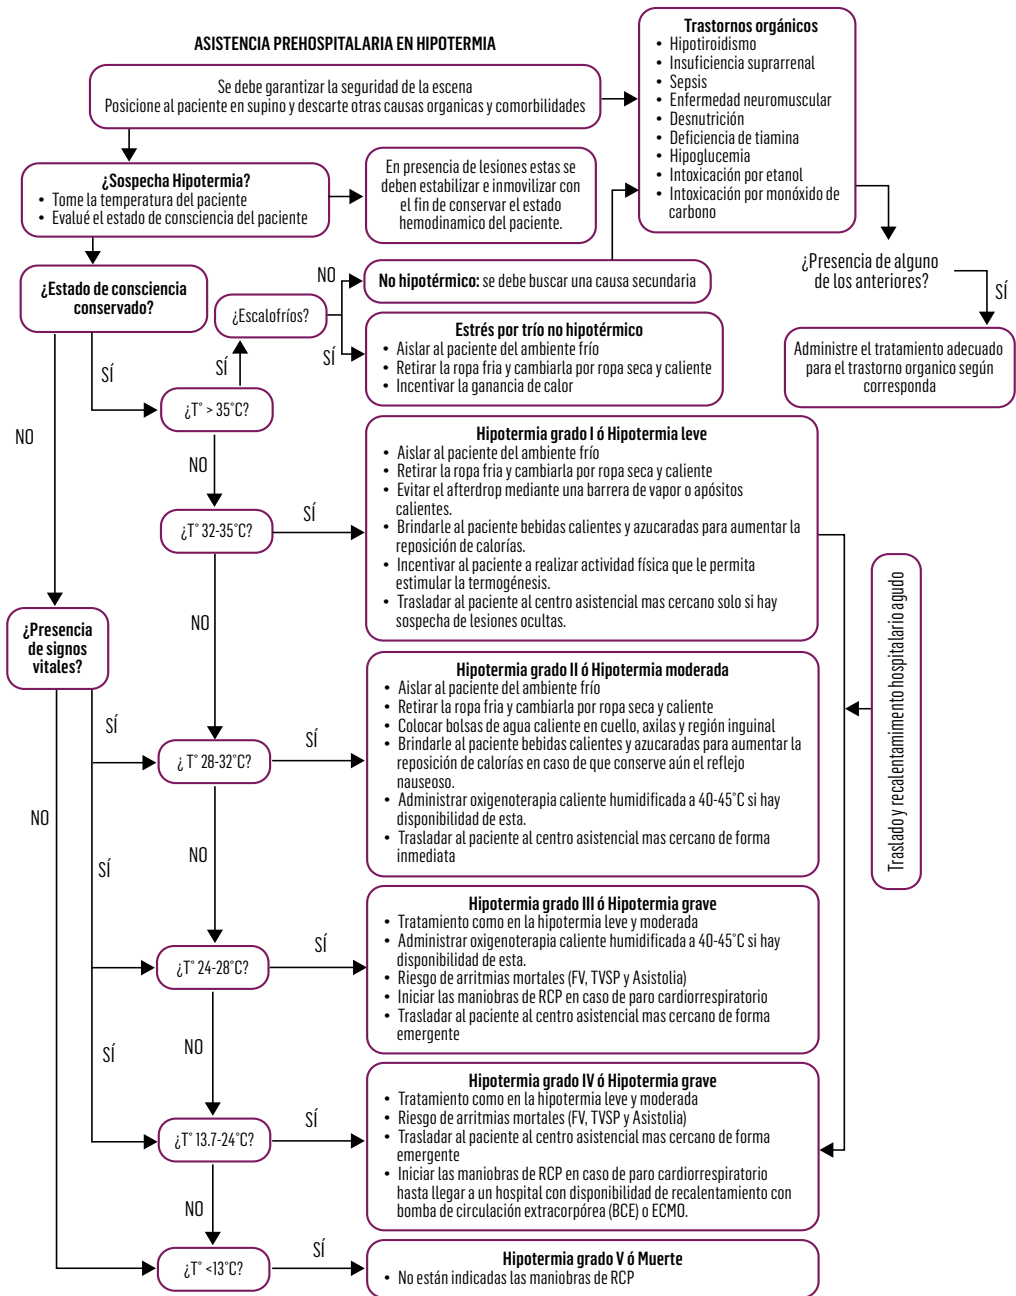 ASISTENCIA PREHOSPITALARIA EN HIPOTERMIA
Se debe garantizar la seguridad de la escena
Posicione al paciente en supino y descarte otras causas organicas y comorbilidades
Trastornos orgánicos
• Hipotiroidismo
• Insuficiencia suprarrenal
• Sepsis
• Enfermedad neuromuscular
• Desnutrición
• Deficiencia de tiamina
• Hipoglucemia
• Intoxicación por etanol
• Intoxicación por monóxido de
carbono
¿Sospecha Hipotermia?
• Tome la temperatura del paciente
• Evalué el estado de consciencia del paciente
En presencia de lesiones estas se
deben estabilizar e inmovilizar con
el fin de conservar el estado
hemodinamico del paciente.
¿Presencia de alguno
de los anteriores?
SÍ
Administre el tratamiento adecuado
para el trastorno organico según
corresponda
¿Estado de consciencia
conservado?
SÍ
NO
¿T° > 35°C?
SÍ
¿Escalofríos?
NO
No hipotérmico: se debe buscar una causa secundaria
SÍ
Estrés por trío no hipotérmico
• Aislar al paciente del ambiente frío
• Retirar la ropa fria y cambiarla por ropa seca y caliente
• Incentivar la ganancia de calor
NO
¿T° 32-35°C?
SÍ
Hipotermia grado I ó Hipotermia leve
• Aislar al paciente del ambiente frío
• Retirar la ropa fria y cambiarla por ropa seca y caliente
• Evitar el afterdrop mediante una barrera de vapor o apósitos
calientes.
• Brindarle al paciente bebidas calientes y azucaradas para aumentar la
reposición de calorías.
• Incentivar al paciente a realizar actividad física que le permita
estimular la termogénesis.
• Trasladar al paciente al centro asistencial mas cercano solo si hay
sospecha de lesiones ocultas.
Traslado y recalentamiento hospitalario agudo
¿Presencia
de signos
vitales?
NO
SÍ
¿ T° 28-32°C?
SÍ
Hipotermia grado II ó Hipotermia moderada
• Aislar al paciente del ambiente frío
• Retirar la ropa fria y cambiarla por ropa seca y caliente
• Colocar bolsas de agua caliente en cuello, axilas y región inguinal
• Brindarle al paciente bebidas calientes y azucaradas para aumentar la
reposición de calorías en caso de que conserve aún el reflejo
nauseoso.
• Administrar oxigenoterapia caliente humidificada a 40-45°C si hay
disponibilidad de esta.
• Trasladar al paciente al centro asistencial mas cercano de forma
inmediata
NO
NO
SÍ
¿T° 24-28°C?
SÍ
Hipotermia grado III ó Hipotermia grave
• Tratamiento como en la hipotermia leve y moderada
• Administrar oxigenoterapia caliente humidificada a 40-45°C si hay
disponibilidad de esta.
• Riesgo de arritmias mortales (FV, TVSP y Asistolia)
• Iniciar las maniobras de RCP en caso de paro cardiorrespiratorio
• Trasladar al paciente al centro asistencial mas cercano de forma
emergente
NO
SÍ
¿T° 13.7-24°C?
SÍ
Hipotermia grado IV ó Hipotermia grave
• Tratamiento como en la hipotermia leve y moderada
• Riesgo de arritmias mortales (FV, TVSP y Asistolia)
• Trasladar al paciente al centro asistencial mas cercano de forma
emergente
• Iniciar las maniobras de RCP en caso de paro cardiorrespiratorio
hasta llegar a un hospital con disponibilidad de recalentamiento con
bomba de circulación extracorpórea (BCE) o ECMO.
NO
¿T° <13°C?
SÍ
Hipotermia grado V ó Muerte
• No están indicadas las maniobras de RCP